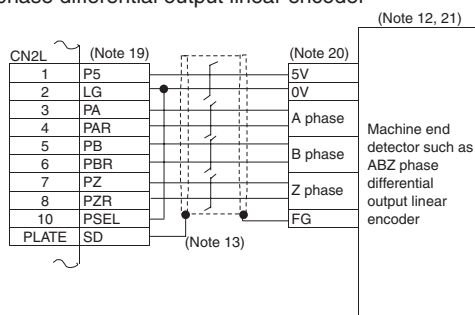 phase differential output linear encoder
(Note 12, 21)
CN2L (Note 19) (Note 20)
1 P5 5V
2 LG 0V
3 PA A phase
4 PAR
5 PB B phase
6 PBR
7 PZ Z phase
8 PZR
10 PSEL
PLATE SD FG
(Note 13)
Machine end
detector such as
ABZ phase
differential
output linear
encoder